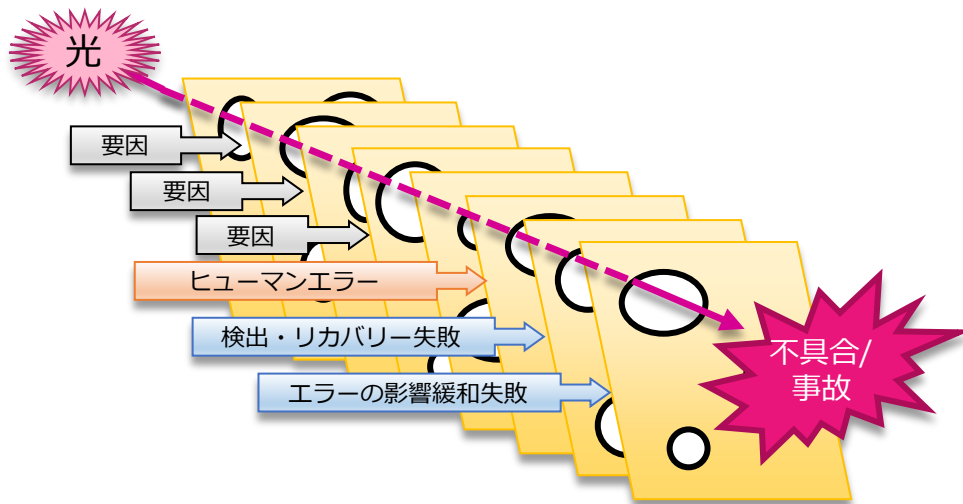 光
要因
要因
要因
ヒューマンエラー
検出・リカバリー失敗
エラーの影響緩和失敗
不具合/
事故